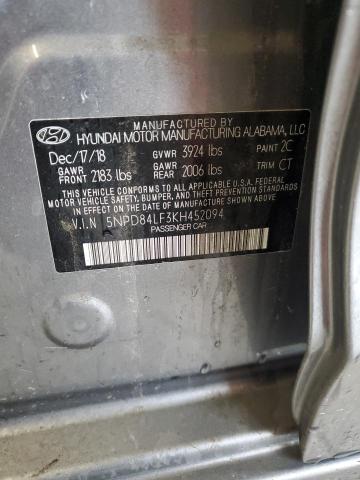 MANUFACTURED BY
HYUNDAI MOTOR MANUFACTURING ALABAMA, LLC
Dec/17/18 GVWR 3924 lbs PAINT 2C
GAWR FRONT 2183 lbs GAWR REAR 2006 lbs TRIM CT
THIS VEHICLE CONFORMS TO ALL APPLICABLE U.S. FEDERAL
MOTOR VEHICLE SAFETY, BUMPER, AND THEFT PREVENTION
STANDARDS IN EFFECT ON THE DATE OF MANUFACTURE
V.I.N 5NPD84LF3KH452094
PASSENGER CAR